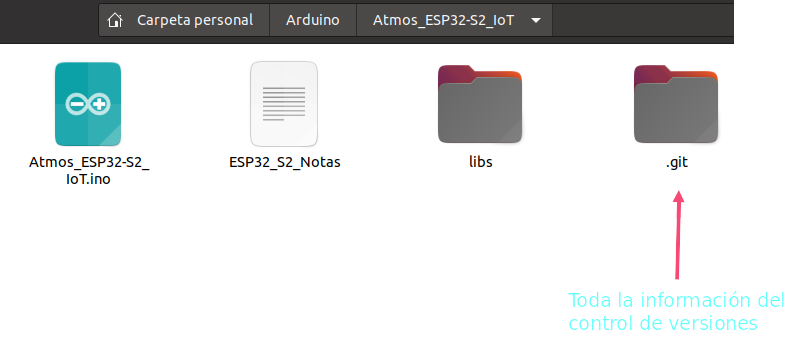 Carpeta personal Arduino Atmos_ESP32-S2_IoT
Atmos_ESP32-S2_
IoT.ino
ESP32_S2_Notas
libs
.git
Toda la información del
control de versiones